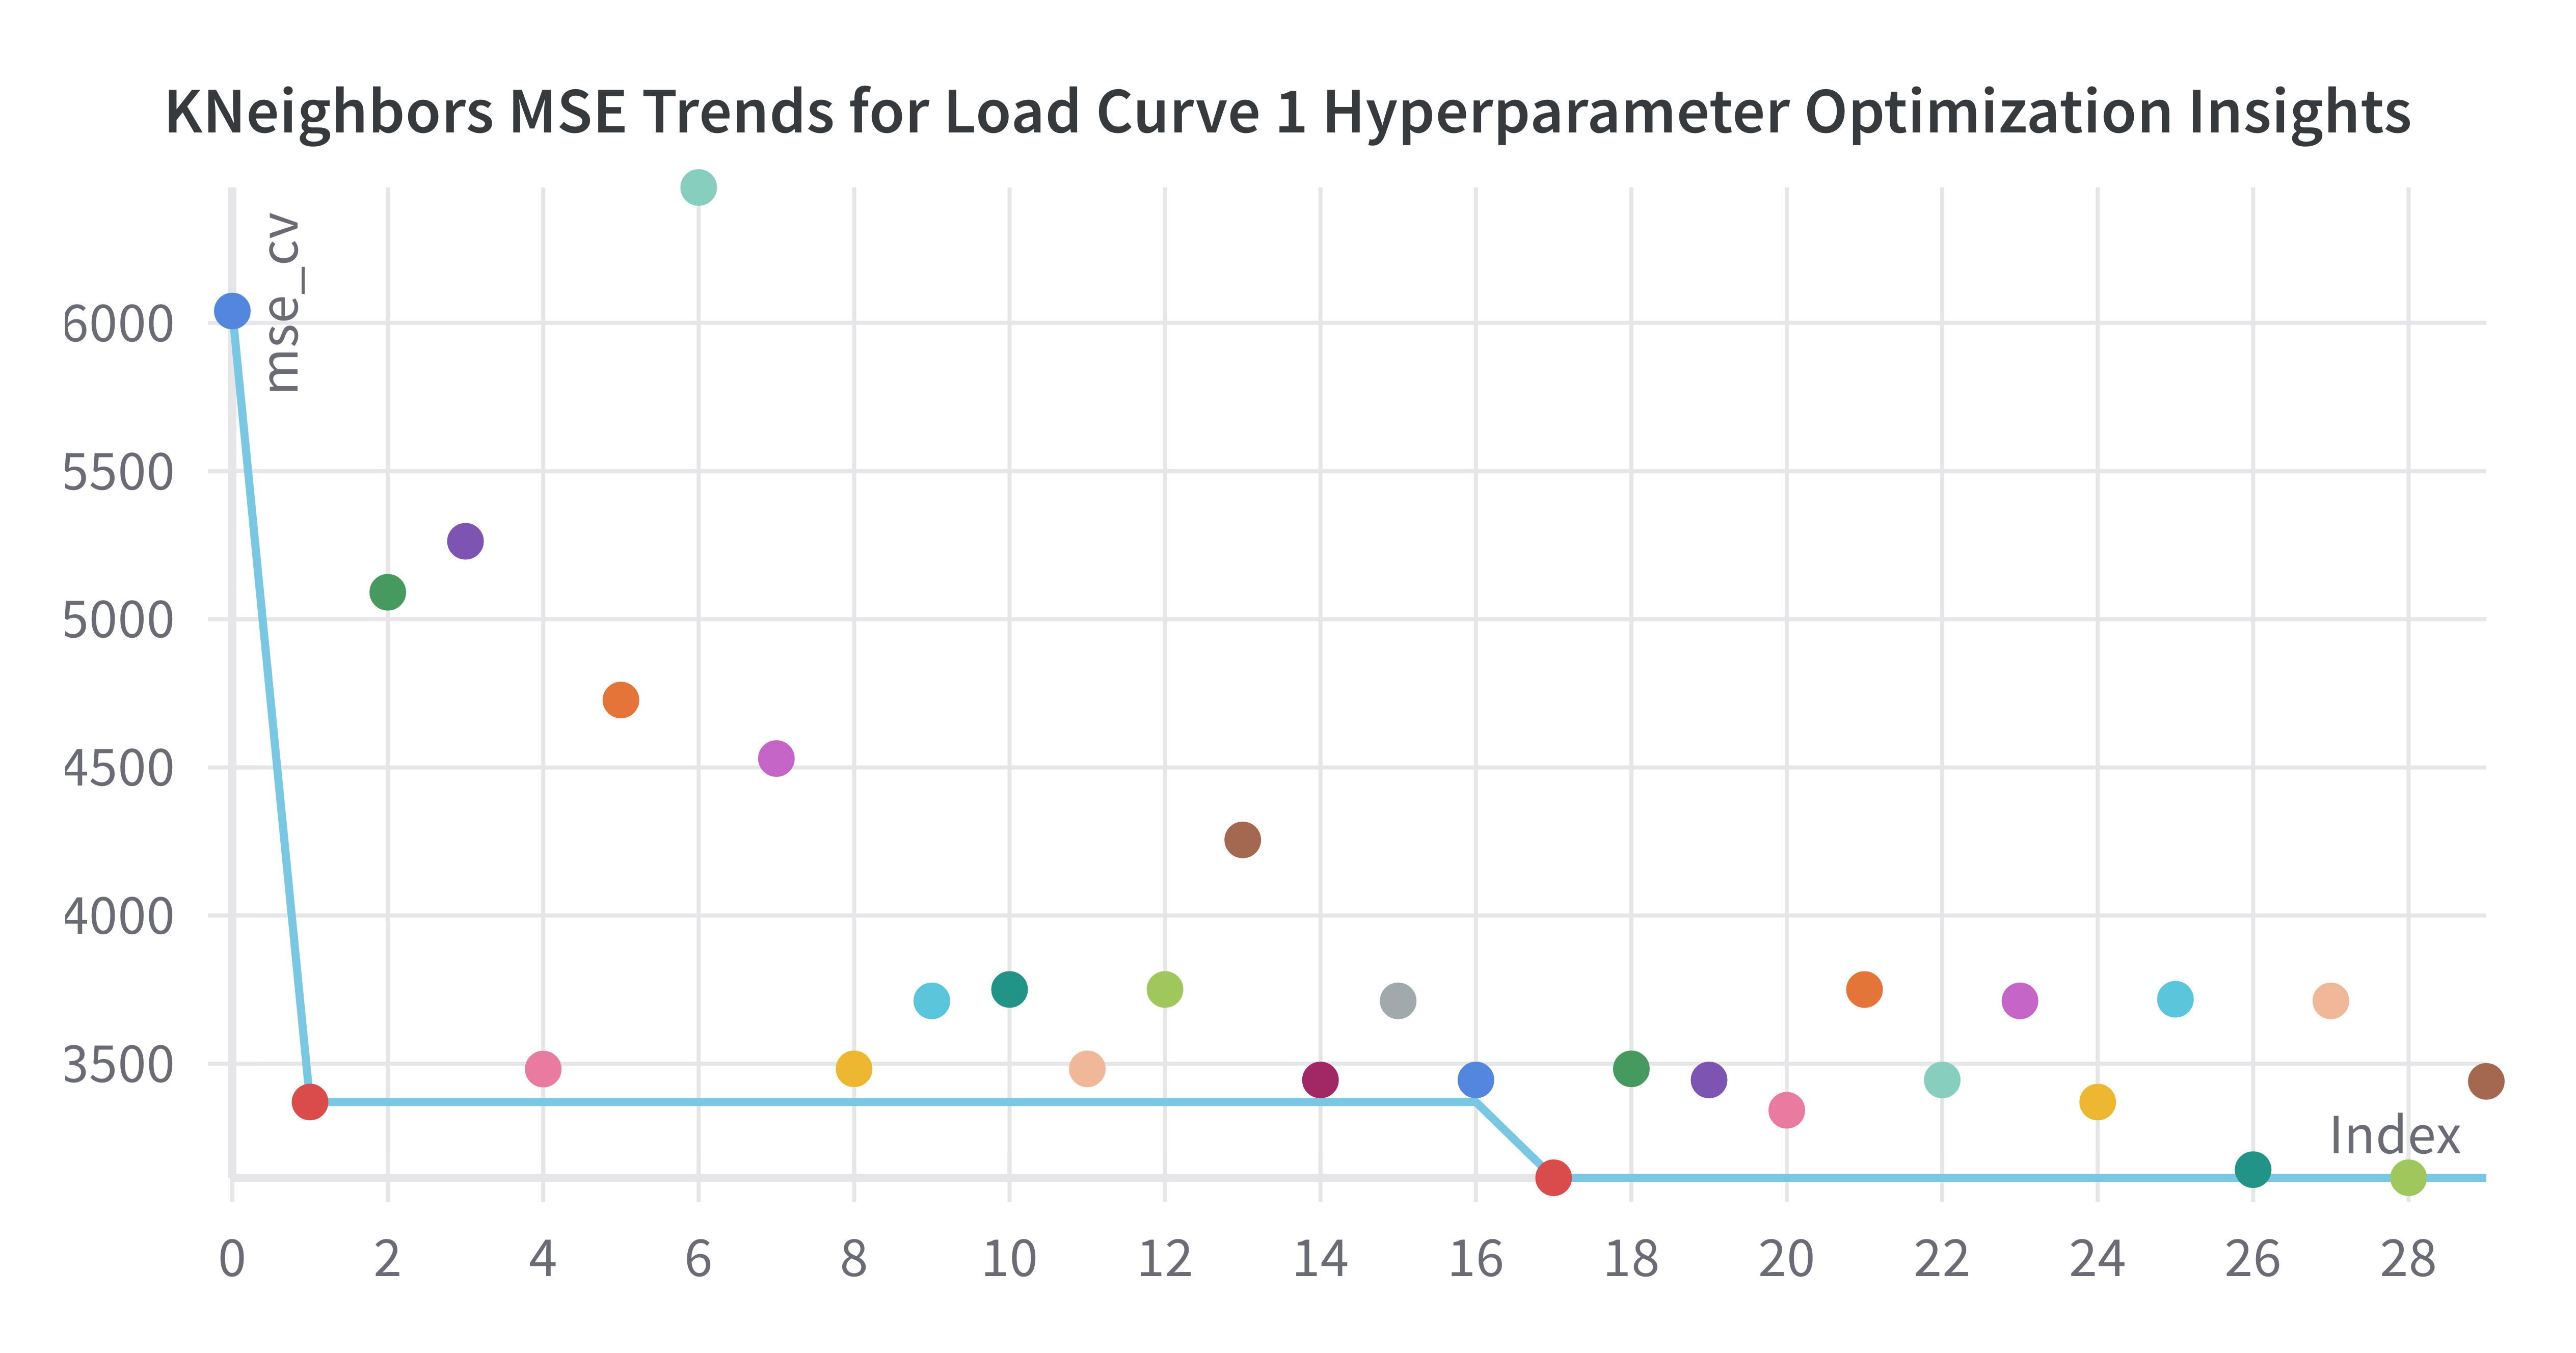 KNeighbors MSE Trends for Load Curve 1 Hyperparameter Optimization Insights
mse_cv
6000
5500
5000
4500
4000
3500
Index
0 2 4 6 8 10 12 14 16 18 20 22 24 26 28